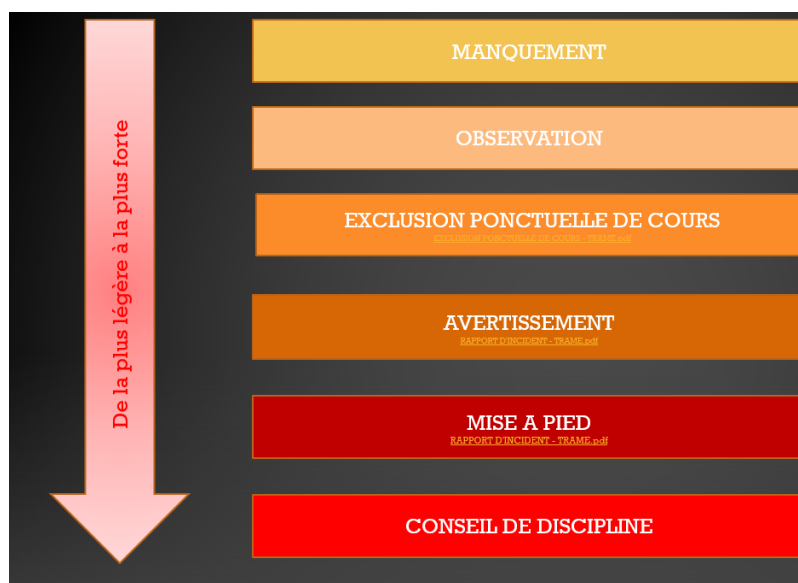 De la plus légère à la plus forte
MANQUEMENT
OBSERVATION
EXCLUSION PONCTUELLE DE COURS
EXCLUSION PONCTUELLE DE COURS - TRAME.pdf
AVERTISSEMENT
RAPPORT D'INCIDENT - TRAME.pdf
MISE A PIED
RAPPORT D'INCIDENT - TRAME.pdf
CONSEIL DE DISCIPLINE